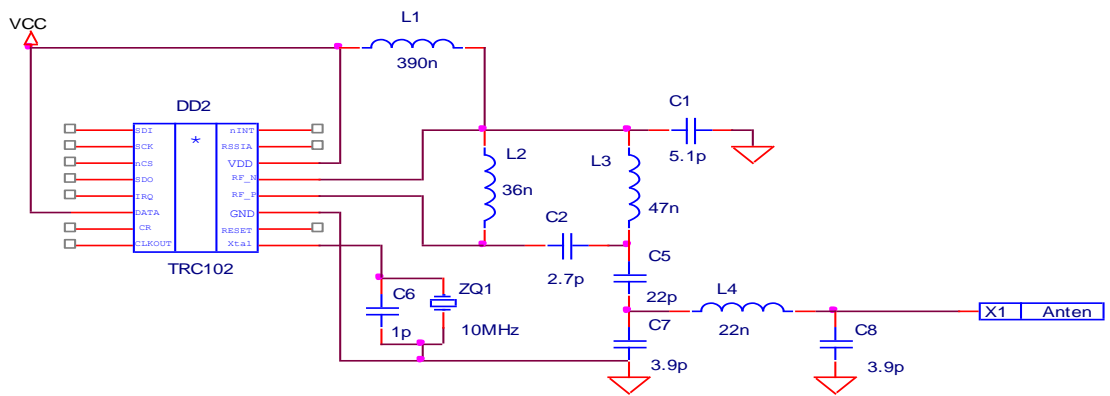 VCC
L1
390n
DD2
*
SDI
SCK
nCS
SDO
IRQ
DATA
CR
CLKOUT
nINT
RSSIA
VDD
RF_N
RF_P
GND
RESET
Xtal
TRC102
C1
5.1p
L2
36n
L3
47n
C2
2.7p
C5
22p
C6
1p
ZQ1
10MHz
L4
22n
C7
3.9p
C8
3.9p
X1 Anten